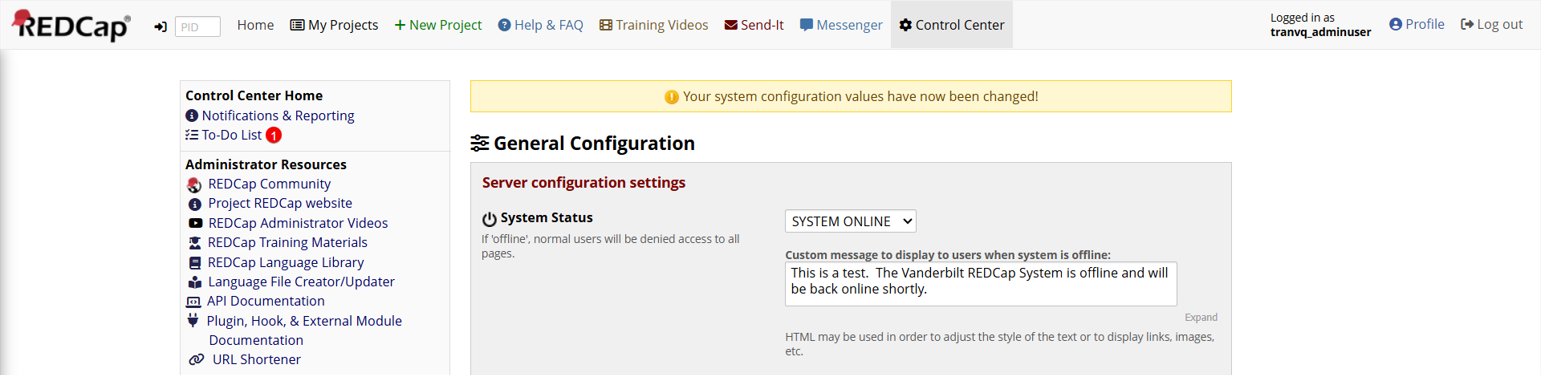 REDCap®
PID
Home
My Projects
New Project
Help & FAQ
Training Videos
Send-It
Messenger
Control Center
Logged in as
tranvq_adminuser
Profile
Log out
Control Center Home
Notifications & Reporting
To-Do List 1
Administrator Resources
REDCap Community
Project REDCap website
REDCap Administrator Videos
REDCap Training Materials
REDCap Language Library
Language File Creator/Updater
API Documentation
Plugin, Hook, & External Module
Documentation
URL Shortener
Your system configuration values have now been changed!
General Configuration
Server configuration settings
System Status
If 'offline', normal users will be denied access to all
pages.
SYSTEM ONLINE
Custom message to display to users when system is offline:
This is a test. The Vanderbilt REDCap System is offline and will
be back online shortly.
Expand
HTML may be used in order to adjust the style of the text or to display links, images,
etc.